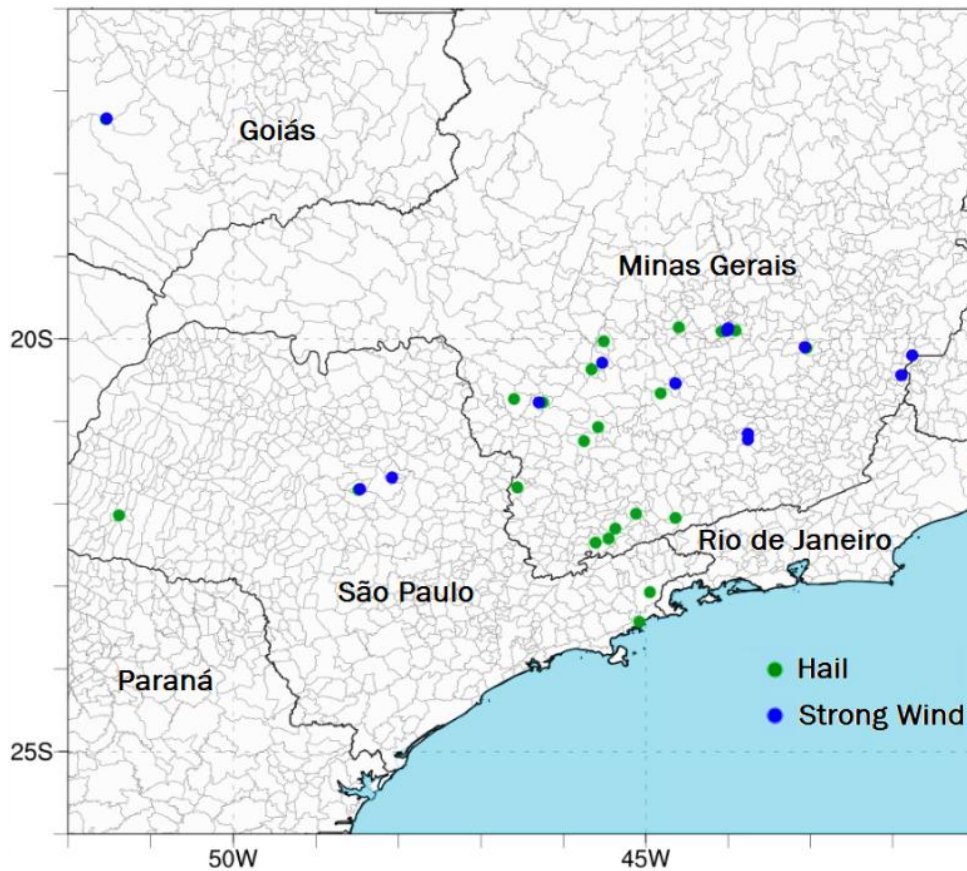 Goiás
Minas Gerais
20S
Rio de Janeiro
São Paulo
Paraná
Hail
Strong Wind
25S
50W
45W